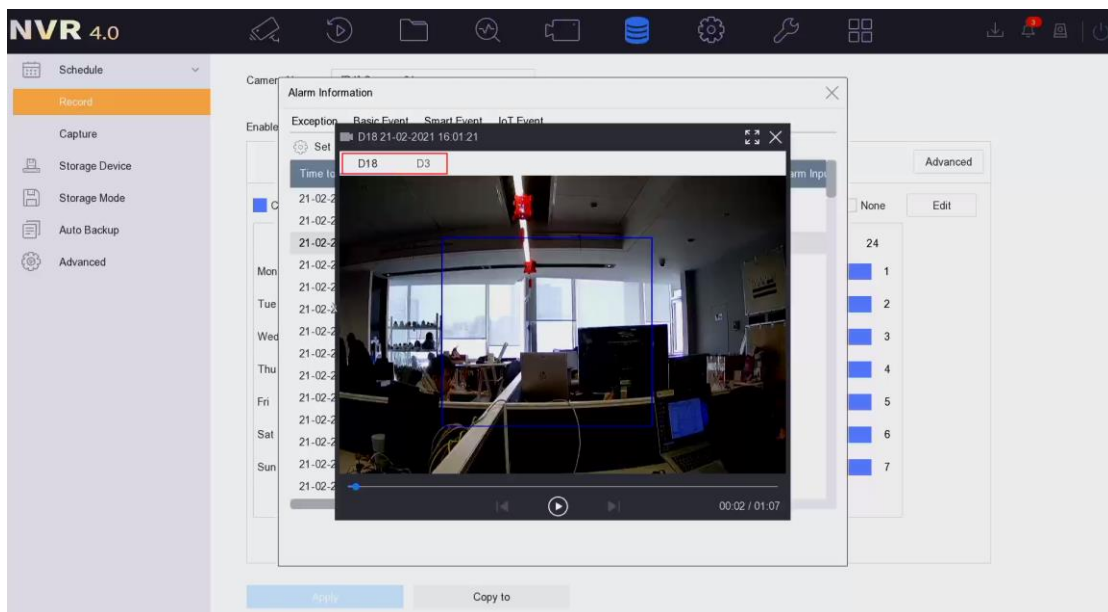 NVR 4.0
3
Schedule
Record
Capture
Storage Device
Storage Mode
Auto Backup
Advanced
Enable
Alarm Information
Exception Basic Event Smart Event IoT Event
Set
D18 21-02-2021 16:01:21
D18 D3
Time to
arm Inpu
21-02-2
21-02-2
21-02-2
21-02-2
21-02-2
21-02-2
21-02-2
21-02-2
21-02-2
21-02-2
21-02-2
21-02-2
21-02-2
21-02-2
00:02 / 01:07
Advanced
None Edit
24
Mon 1
Tue 2
Wed 3
Thu 4
Fri 5
Sat 6
Sun 7
Apply Copy to